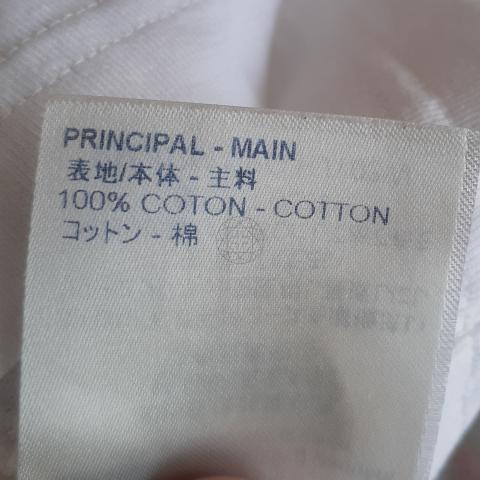 PRINCIPAL - MAIN
表地/本体 - 主料
100% COTON - COTTON
コットン - 棉